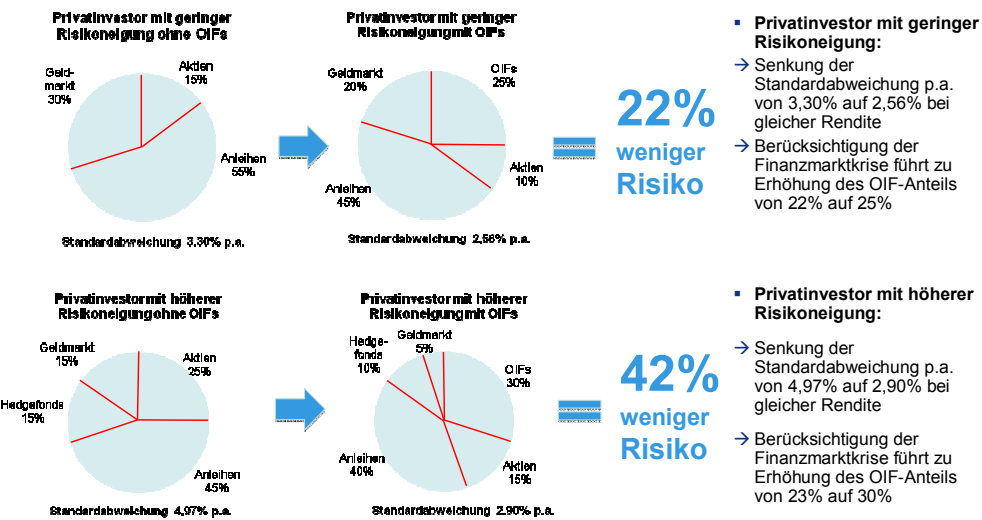 Privatinvestor mit geringer
Risikoneigung ohne OIFs
Geld-
markt
30%
Aktien
15%
Anleihen
55%
Standardabweichung 3,30% p.a.
Privatinvestor mit geringer
Risikoneigung mit OIFs
Geldmarkt
20%
OIFs
25%
Aktien
10%
Anleihen
45%
Standardabweichung 2,56% p.a.
22%
weniger
Risiko
▪ Privatinvestor mit geringer
Risikoneigung:
→ Senkung der
Standardabweichung p.a.
von 3,30% auf 2,56% bei
gleicher Rendite
→ Berücksichtigung der
Finanzmarktkrise führt zu
Erhöhung des OIF-Anteils
von 22% auf 25%
Privatinvestor mit höherer
Risikoneigung ohne OIFs
Geldmarkt
15%
Aktien
25%
Hedgefonds
15%
Anleihen
45%
Standardabweichung 4,97% p.a.
Privatinvestor mit höherer
Risikoneigung mit OIFs
Hedge-
fonds
10%
Geldmarkt
5%
OIFs
30%
Anleihen
40%
Aktien
15%
Standardabweichung 2,90% p.a.
42%
weniger
Risiko
▪ Privatinvestor mit höherer
Risikoneigung:
→ Senkung der
Standardabweichung p.a.
von 4,97% auf 2,90% bei
gleicher Rendite
→ Berücksichtigung der
Finanzmarktkrise führt zu
Erhöhung des OIF-Anteils
von 23% auf 30%